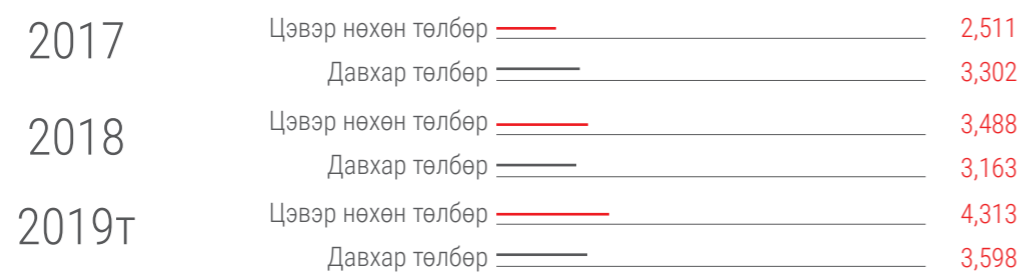 2017
Цэвэр нөхөн төлбөр 2,511
Давхар төлбөр 3,302
2018
Цэвэр нөхөн төлбөр 3,488
Давхар төлбөр 3,163
2019т
Цэвэр нөхөн төлбөр 4,313
Давхар төлбөр 3,598